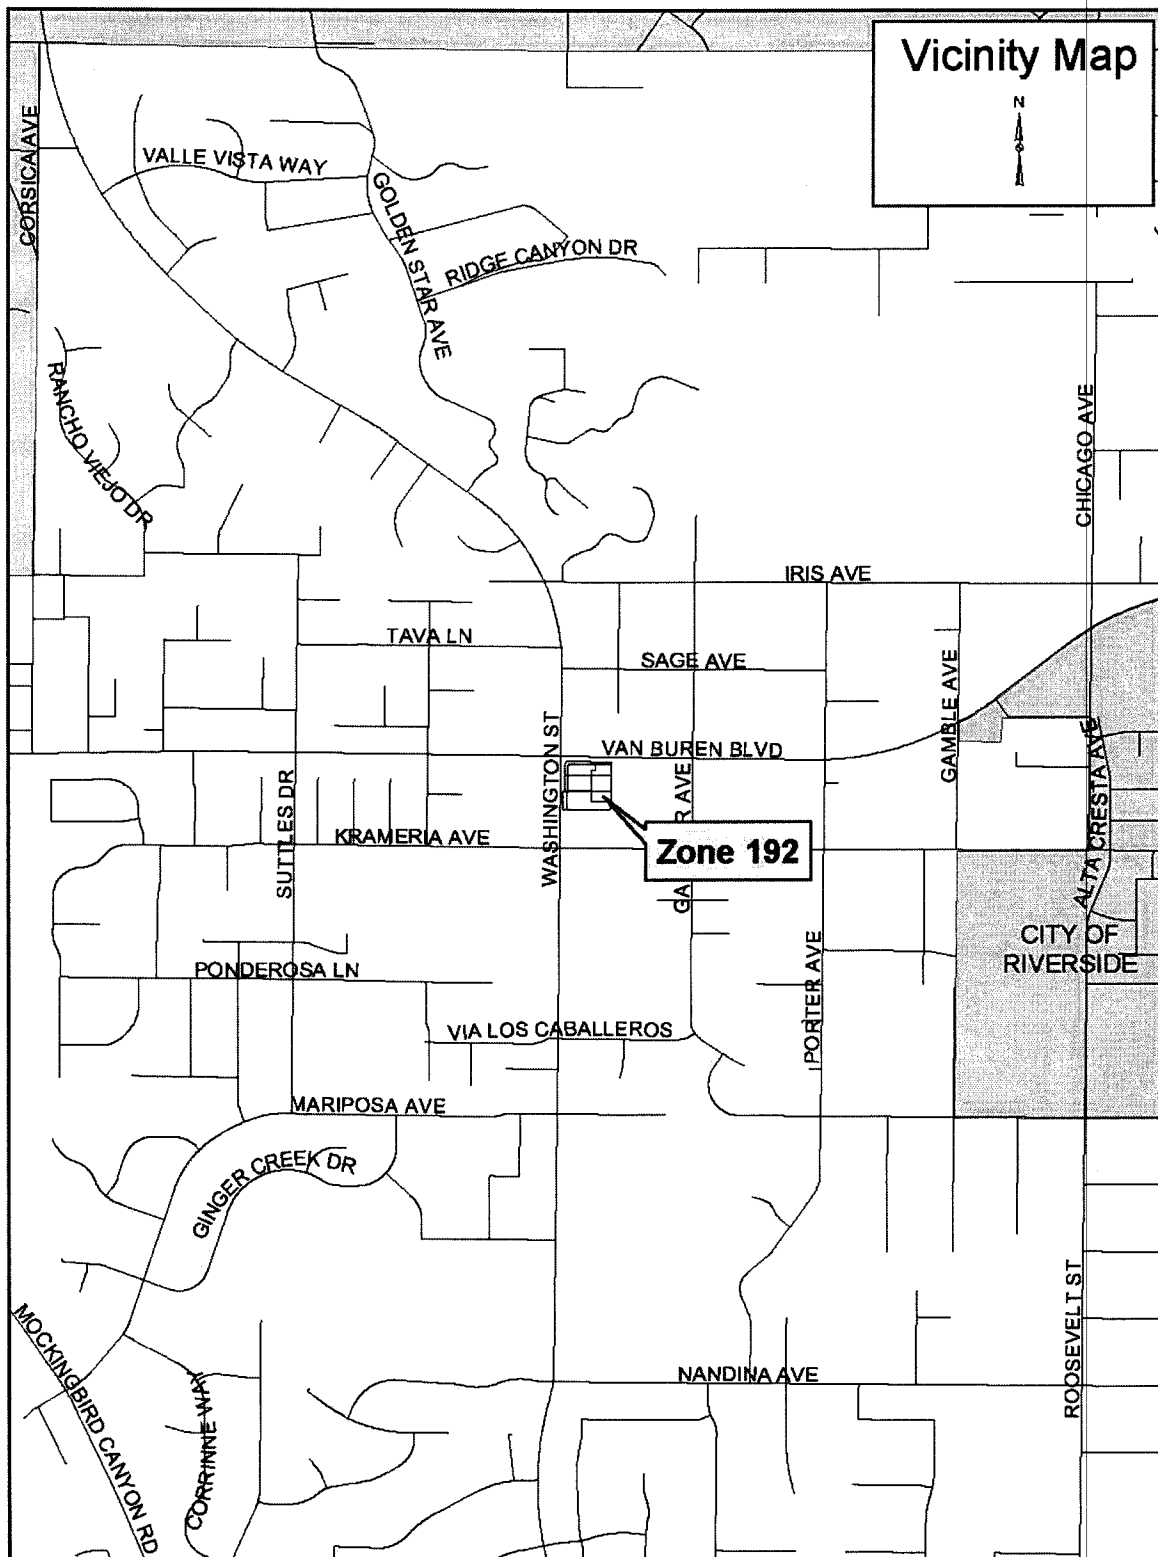 Vicinity Map
N
CORSICA AVE
VALLE VISTA WAY
GOLDEN STAR AVE
RIDGE CANYON DR
RANCHO VIEJO DR
CHICAGO AVE
IRIS AVE
TAVA LN
SAGE AVE
GAMBLE AVE
WASHINGTON ST
VAN BUREN BLVD
SUTTLES DR
KRAMERIA AVE
AVE
Zone 192
ALTA CRESTA AVE
CITY OF
RIVERSIDE
PONDEROSA LN
PORTER AVE
VIA LOS CABALLEROS
MARIPOSA AVE
GINGER CREEK DR
ROOSEVELT ST
MOCKINGBIRD CANYON RD
NANDINA AVE
CORRINNE WAY